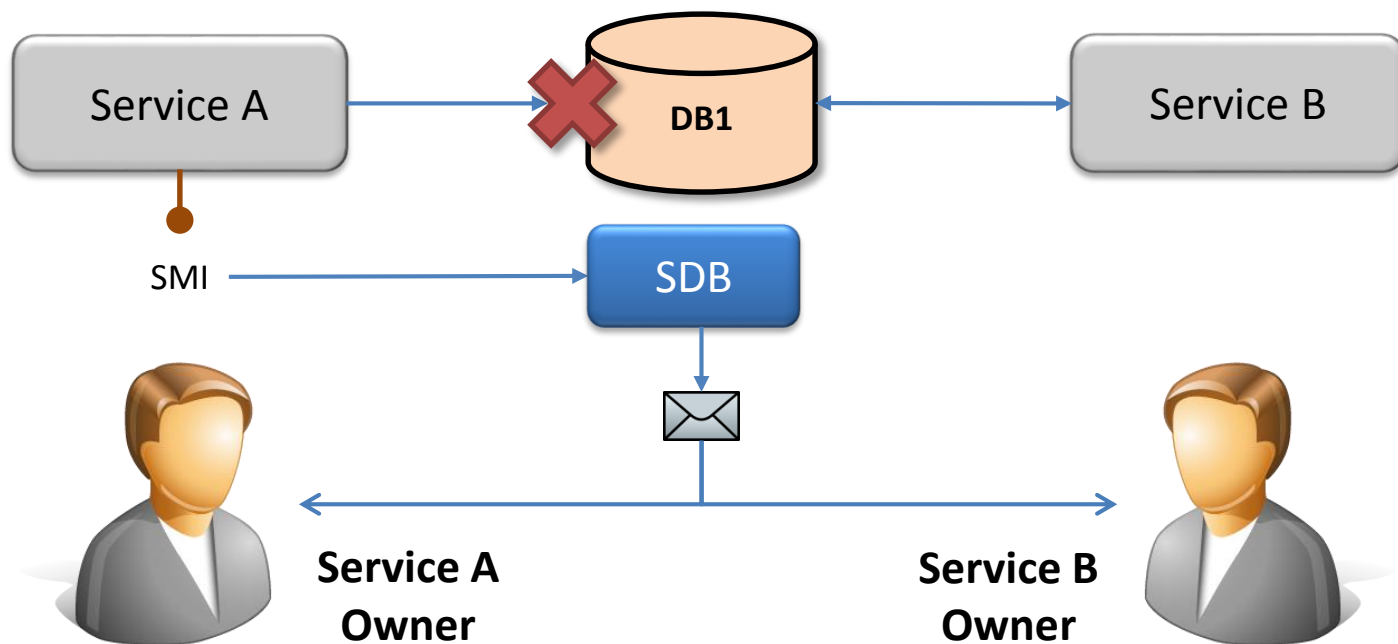 Service A
DB1
Service B
SMI
SDB
Service A
Owner
Service B
Owner